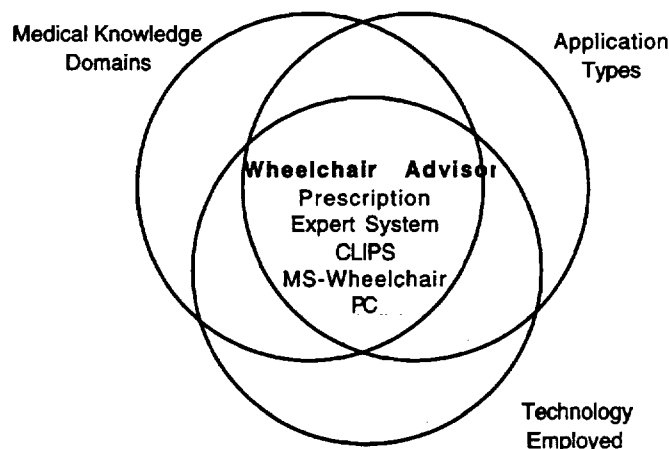 Medical Knowledge
Domains
Application
Types
Wheelchair Advisor
Prescription
Expert System
CLIPS
MS-Wheelchair
PC
Technology
Employed